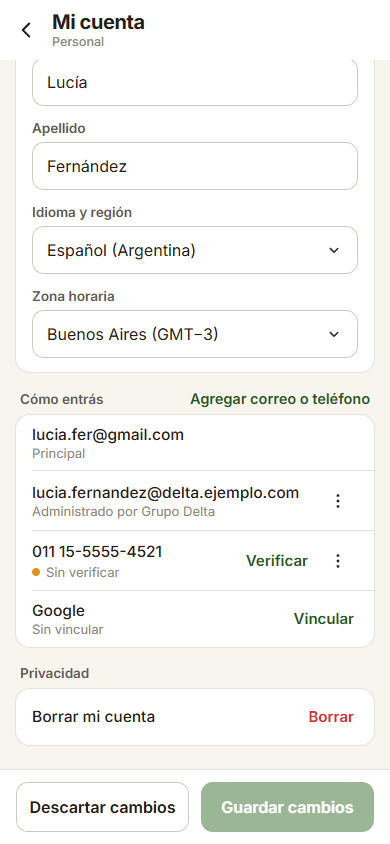 Mi cuenta
Personal
Lucía
Apellido
Fernández
Idioma y región
Español (Argentina)
Zona horaria
Buenos Aires (GMT−3)
Cómo entrás
Agregar correo o teléfono
lucia.fer@gmail.com
Principal
lucia.fernandez@delta.ejemplo.com
Administrado por Grupo Delta
011 15-5555-4521
Verificar
Sin verificar
Google
Vincular
Sin vincular
Privacidad
Borrar mi cuenta
Borrar
Descartar cambios
Guardar cambios